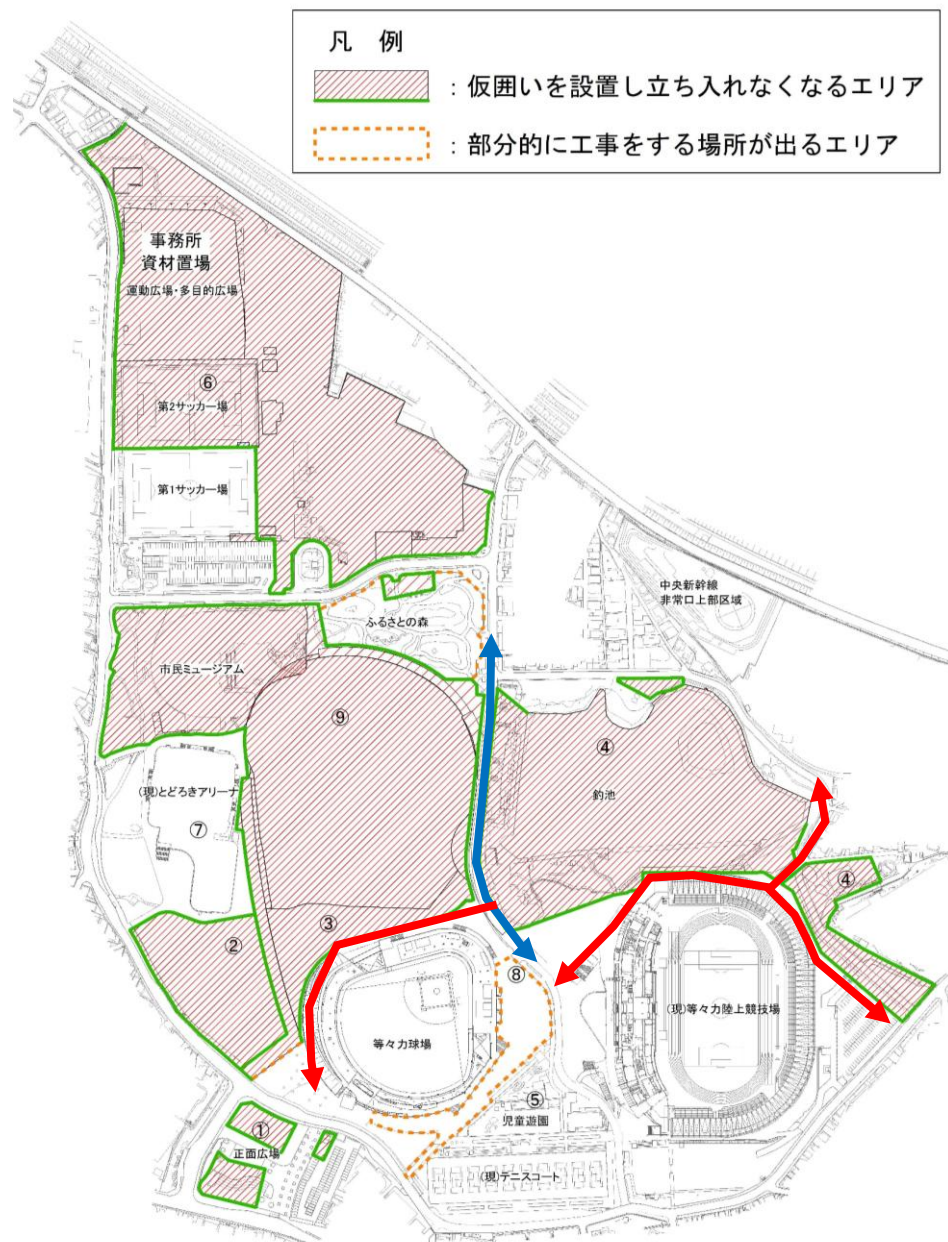 凡 例
：仮囲いを設置し立ち入れなくなるエリア
：部分的に工事をする場所が出るエリア
事務所
資材置場
運動広場・多目的広場
⑥
第2サッカー場
第1サッカー場
中央新幹線
非常口上部区域
ふるさとの森
市民ミュージアム
⑨
④
釣池
(現)とどろきアリーナ
⑦
④
②
③
⑧
(現)等々力陸上競技場
等々力球場
⑤
児童遊園
①
正面広場
(現)テニスコート